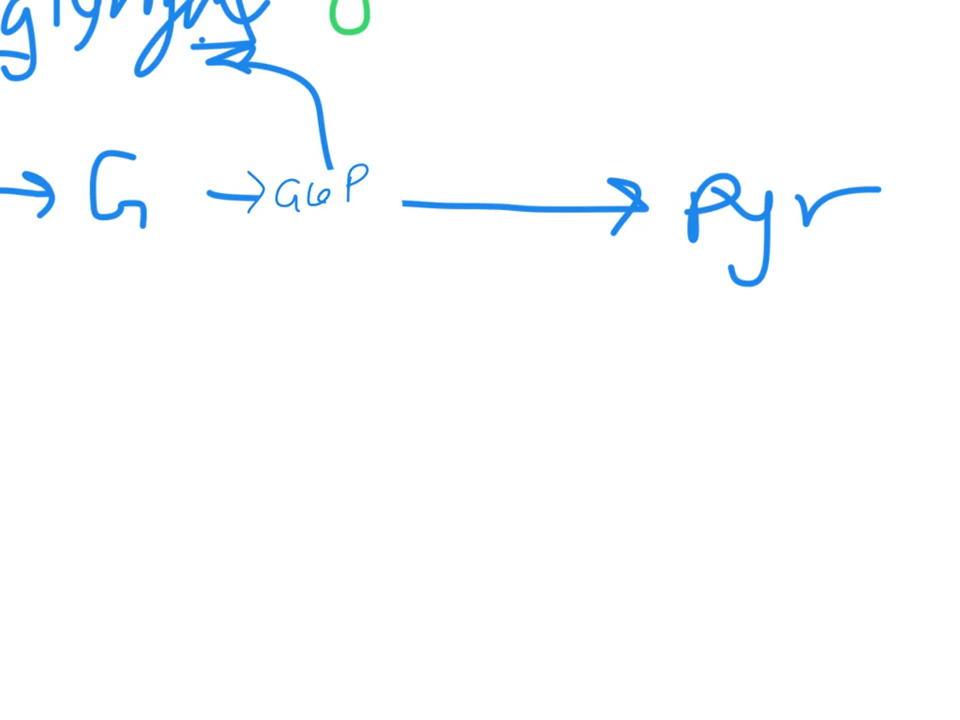 → G → G6P → Pyr